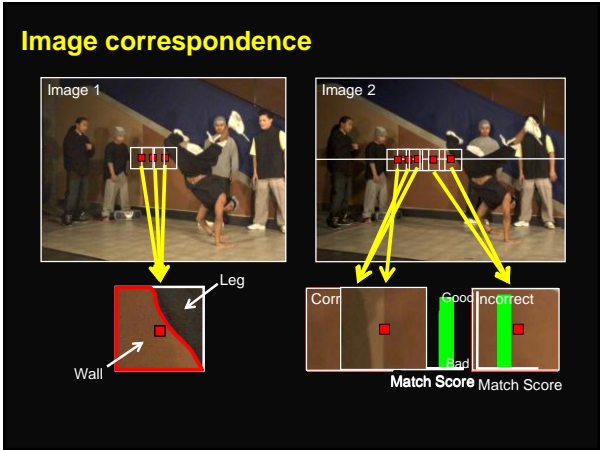 Image correspondence
Image 1
Image 2
Leg
Wall
Corr
Good
Incorrect
Bad
Match Score
Match Score